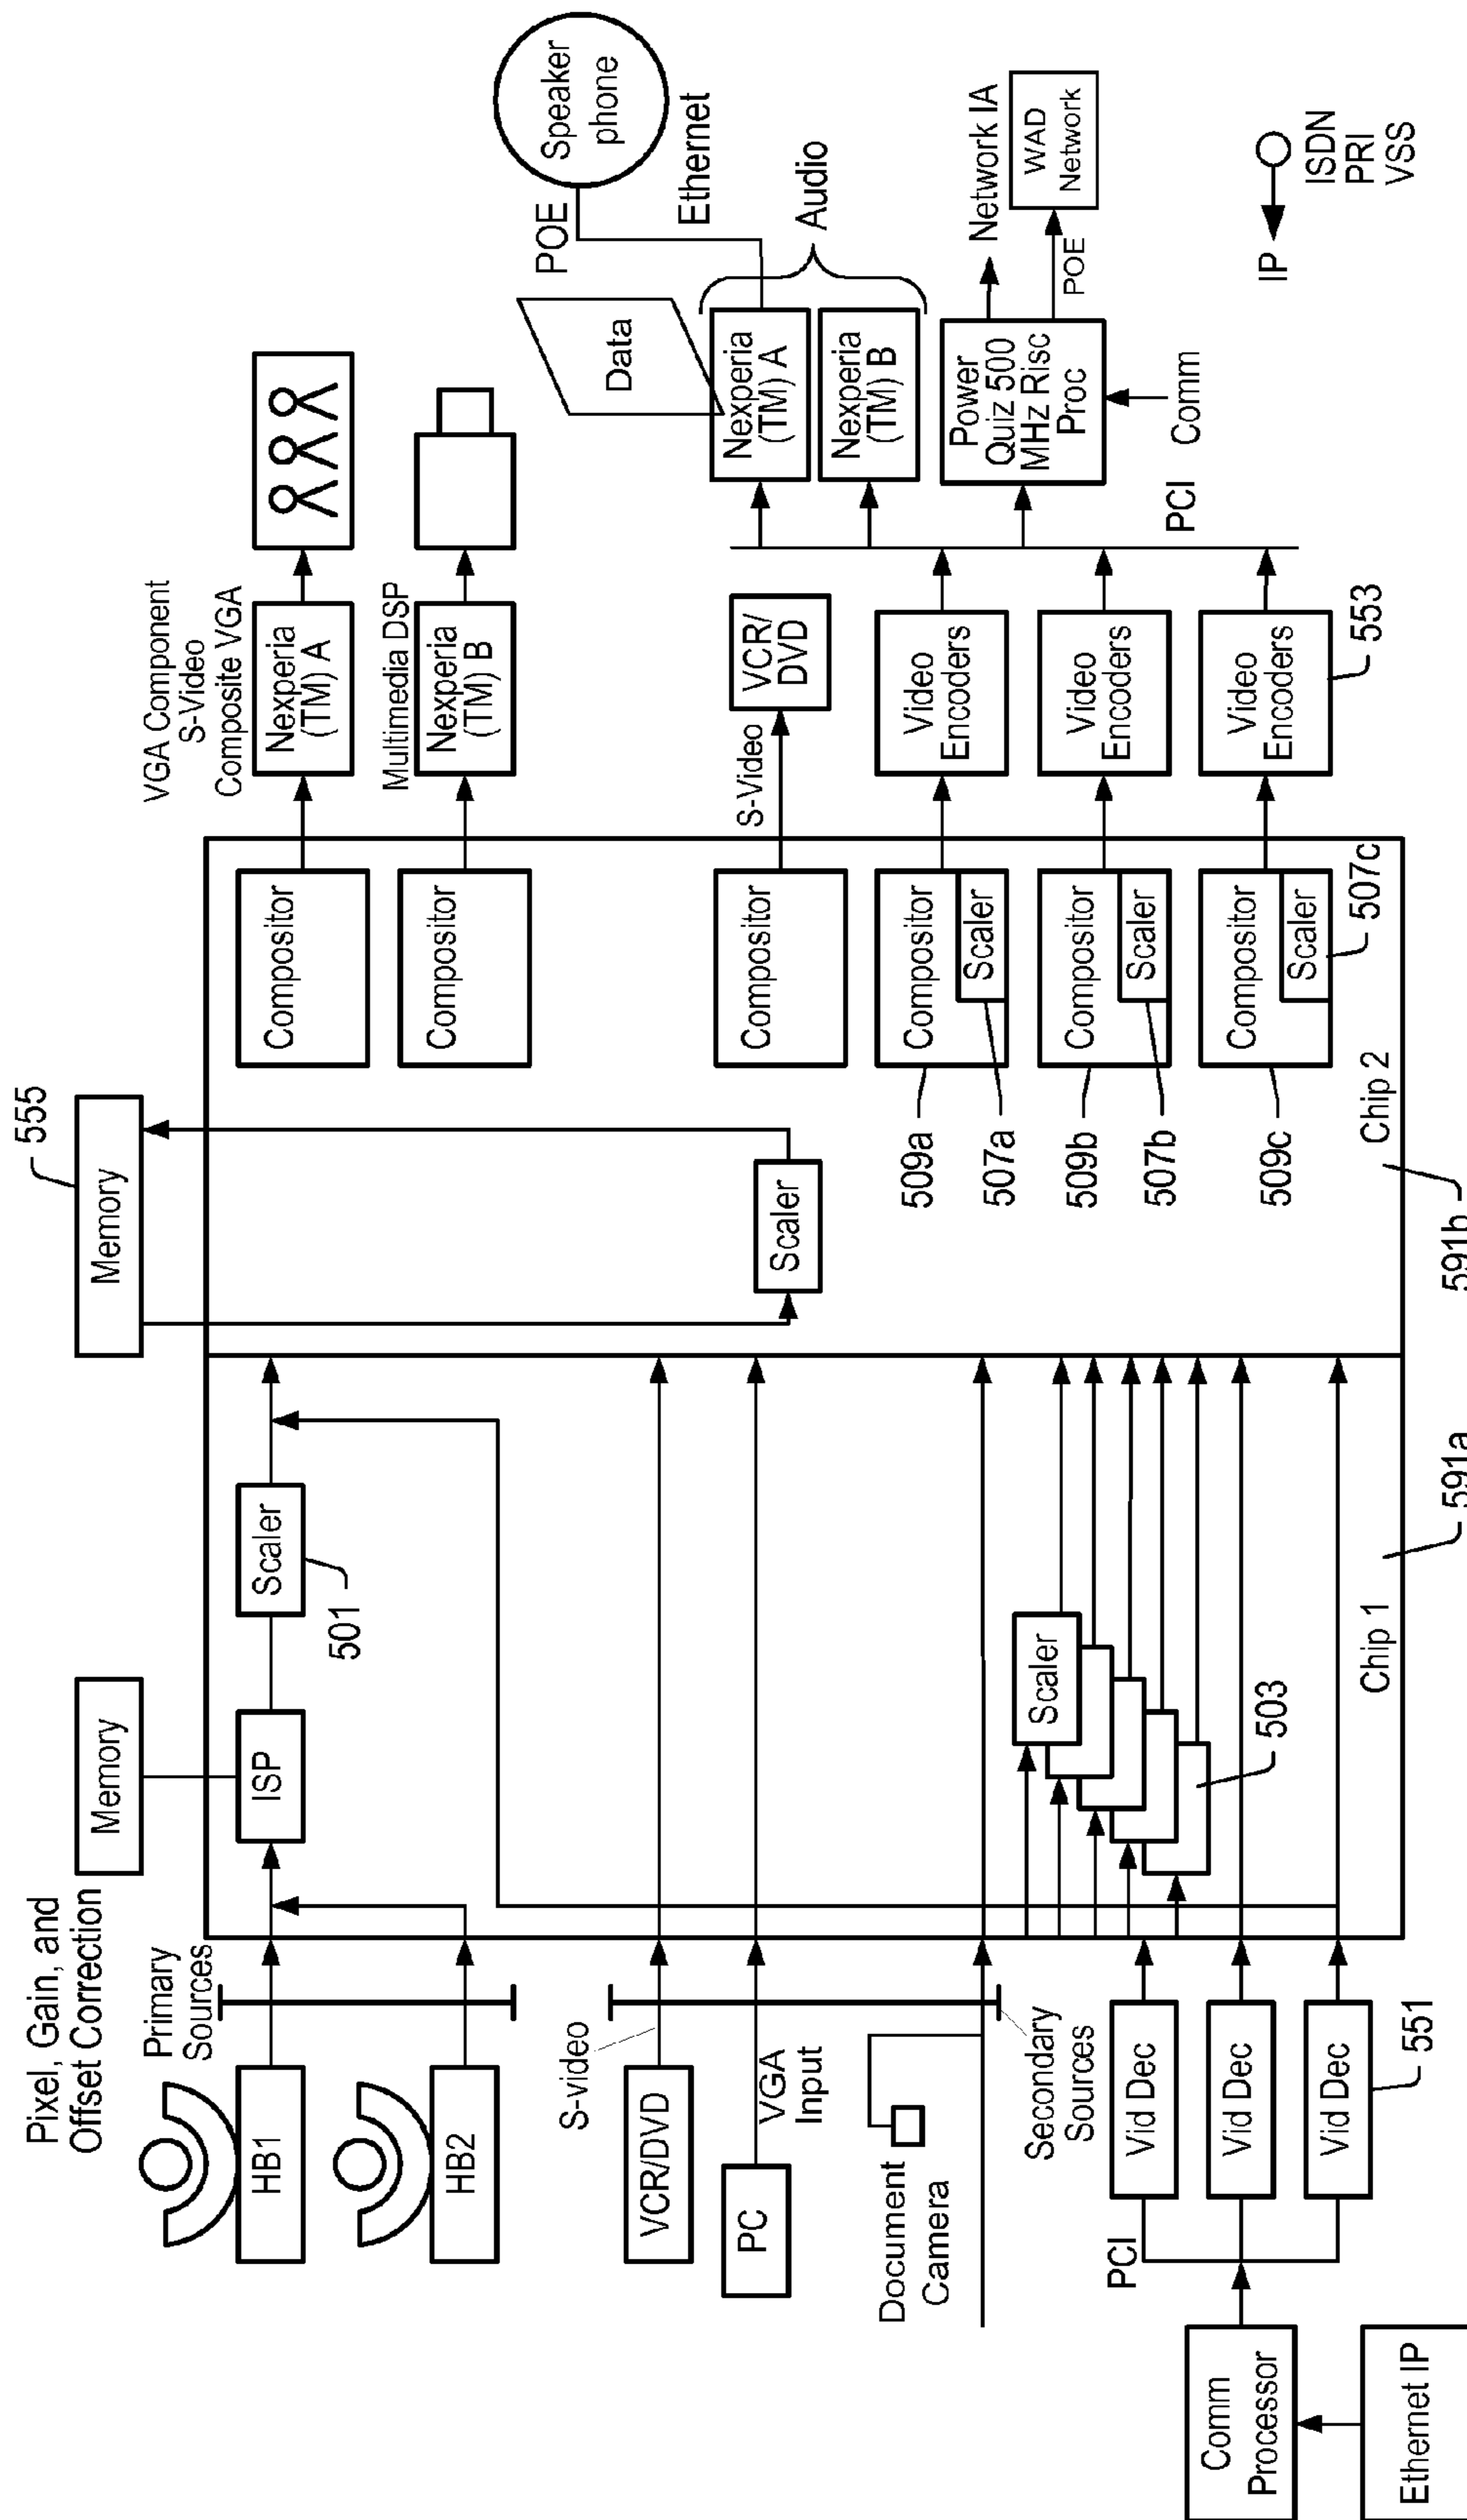 Pixel, Gain, and
Offset Correction
Memory
555
Memory
Primary
Sources
HB1
HB2
ISP
Scaler
501
S-video
VCR/DVD
PC
VGA
Input
Document
Camera
Secondary
Sources
PCI
Vid Dec
Vid Dec
Vid Dec
551
Comm
Processor
Ethernet IP
Scaler
503
Chip 1
591a
Scaler
Compositor
Compositor
Compositor
Compositor
Scaler
509a
507a
Compositor
Scaler
509b
507b
Compositor
Scaler
509c
507c
Chip 2
591b
VGA Component
S-Video
Composite VGA
Nexperia
(TM) A
Multimedia DSP
Nexperia
(TM) B
S-Video
VCR/
DVD
Video
Encoders
Video
Encoders
Video
Encoders
553
PCI
Data
POE
Speaker
phone
Ethernet
Nexperia
(TM) A
Nexperia
(TM) B
Audio
Power
Quiz 500
MHz Risc
Proc
Comm
Network IA
POE
WAD
Network
IP
ISDN
PRI
VSS